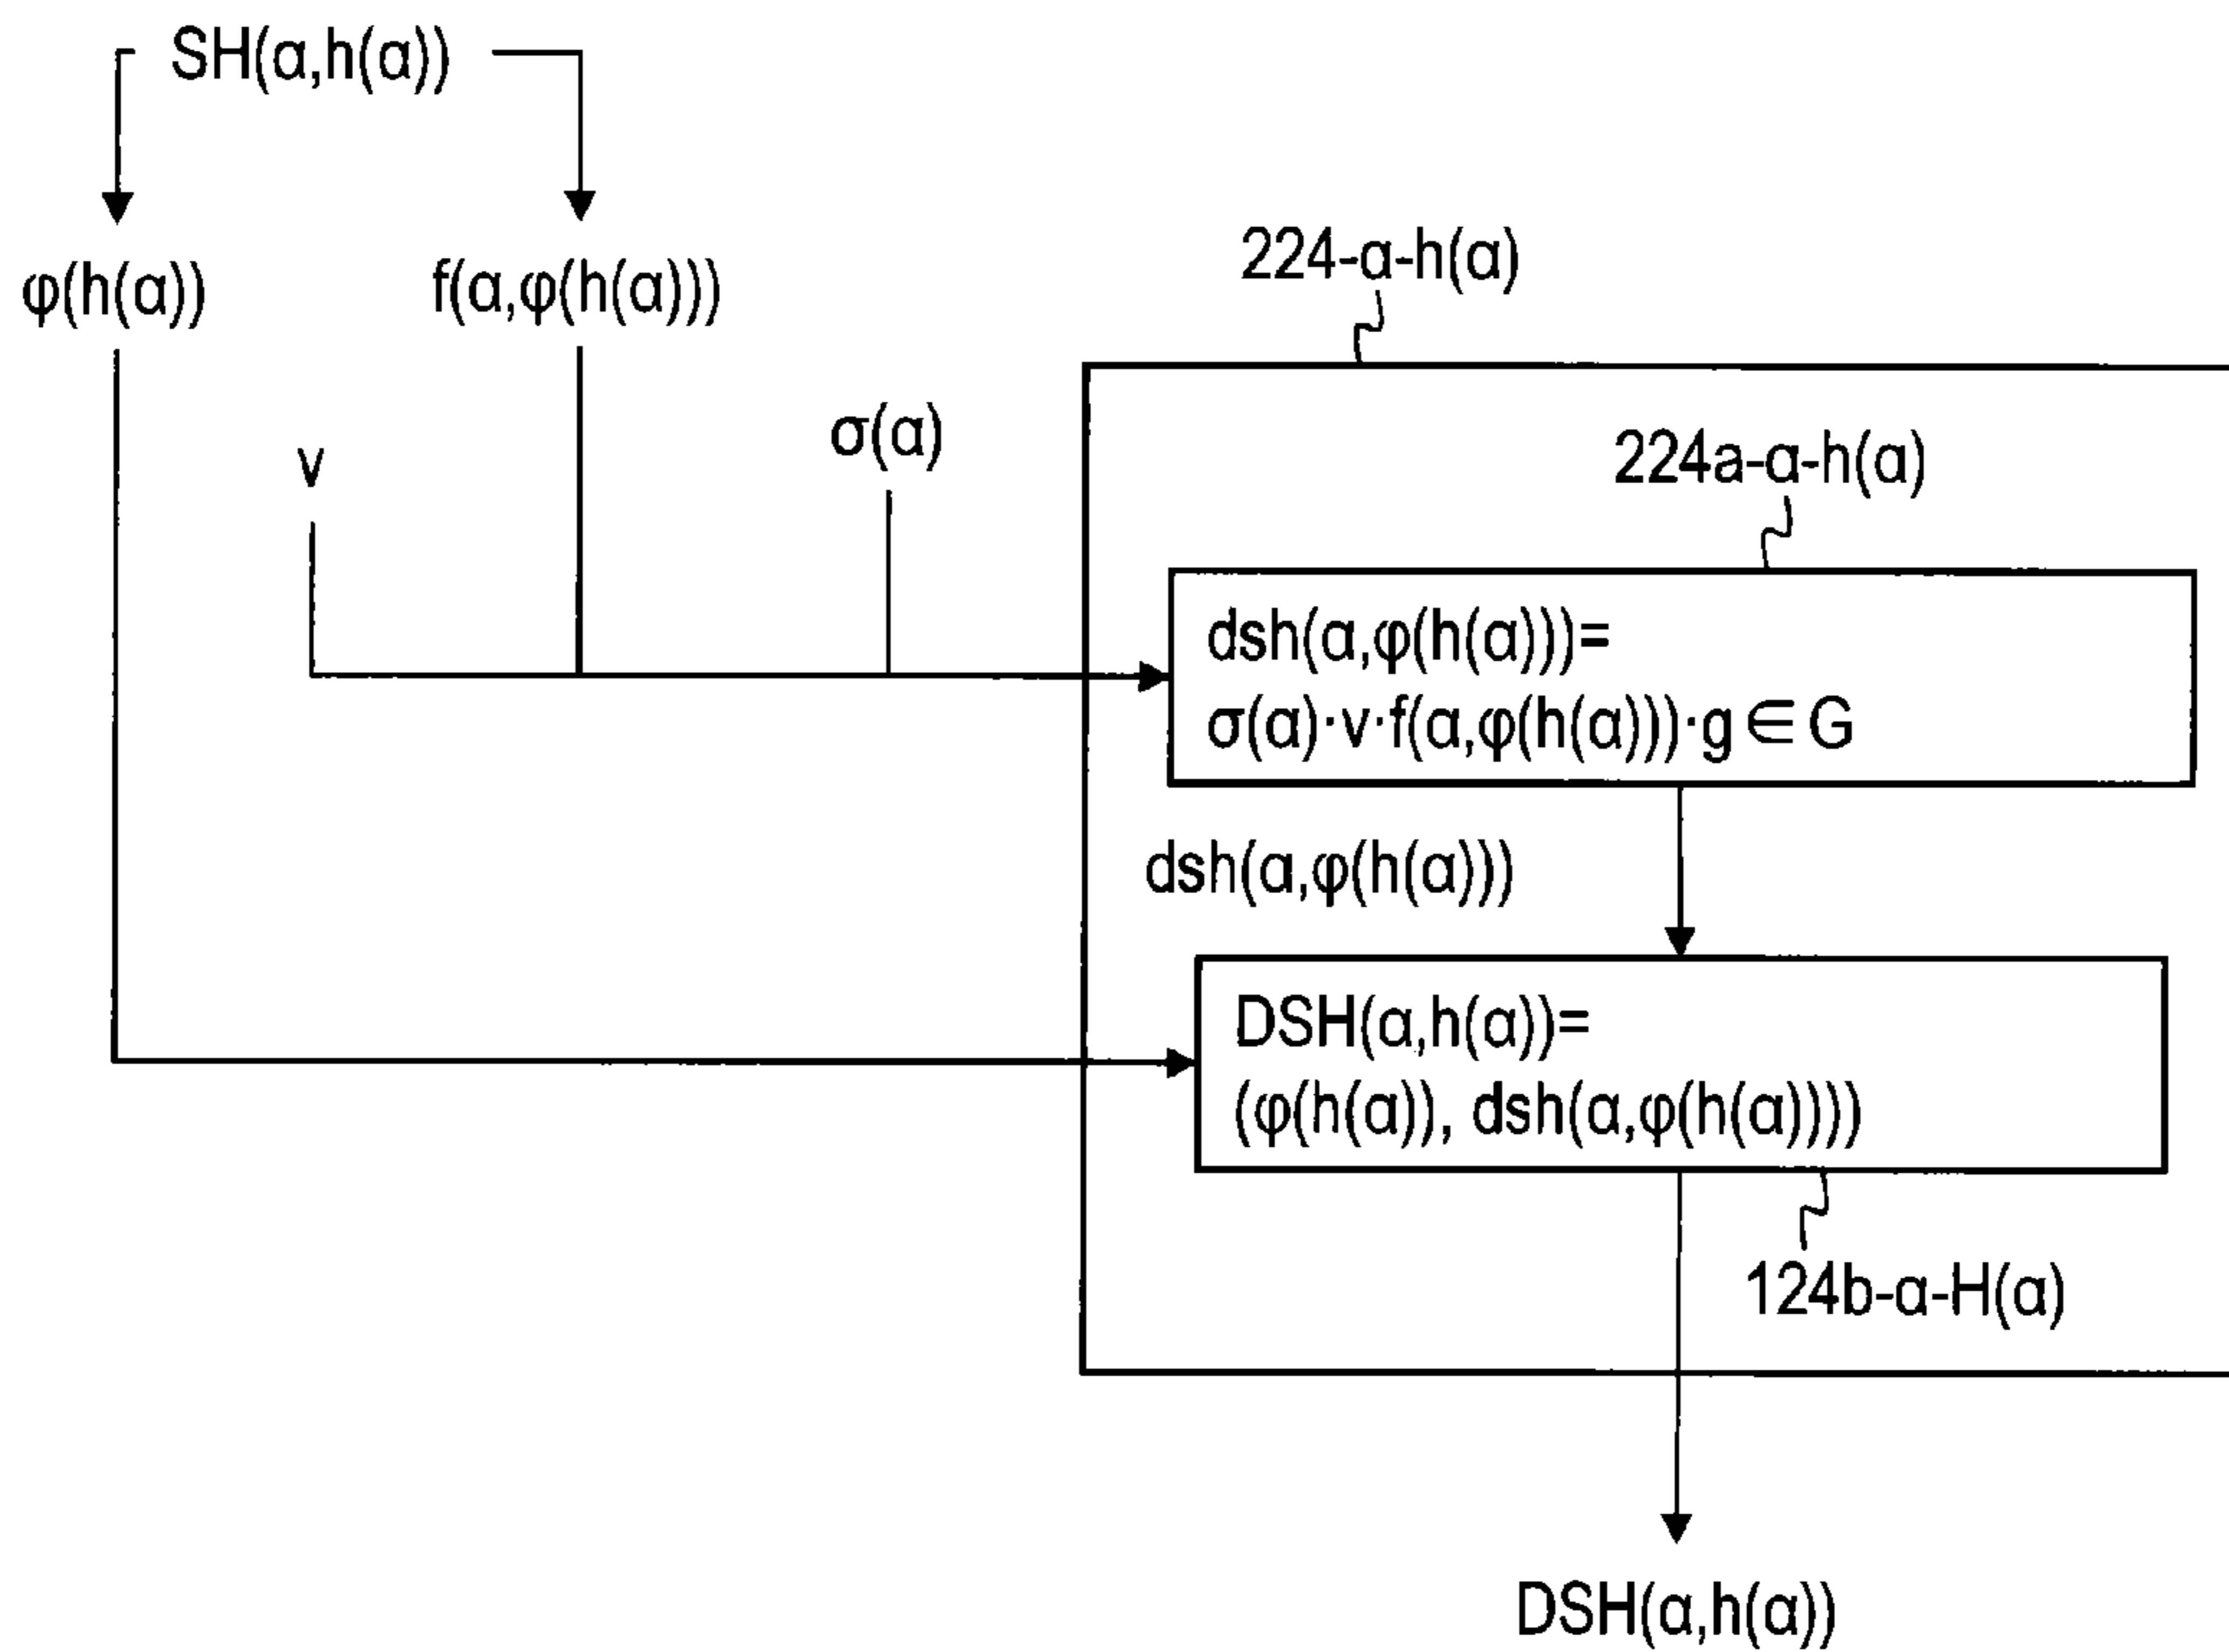 SH(α,h(α))
φ(h(α))
f(α,φ(h(α)))
224-α-h(α)
v
σ(α)
224a-α-h(α)
dsh(α,φ(h(α)))=
σ(α)·v·f(α,φ(h(α)))·g∈G
dsh(α,φ(h(α)))
DSH(α,h(α))=
(φ(h(α)), dsh(α,φ(h(α))))
124b-α-H(α)
DSH(α,h(α))